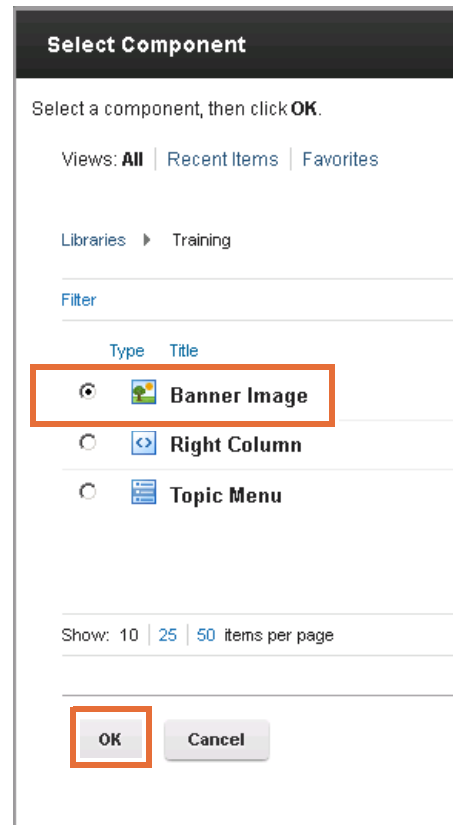 Select Component
Select a component, then click OK.
Views: All | Recent Items | Favorites
Libraries Training
Filter
Type Title
Banner Image
Right Column
Topic Menu
Show: 10 | 25 | 50 items per page
OK Cancel